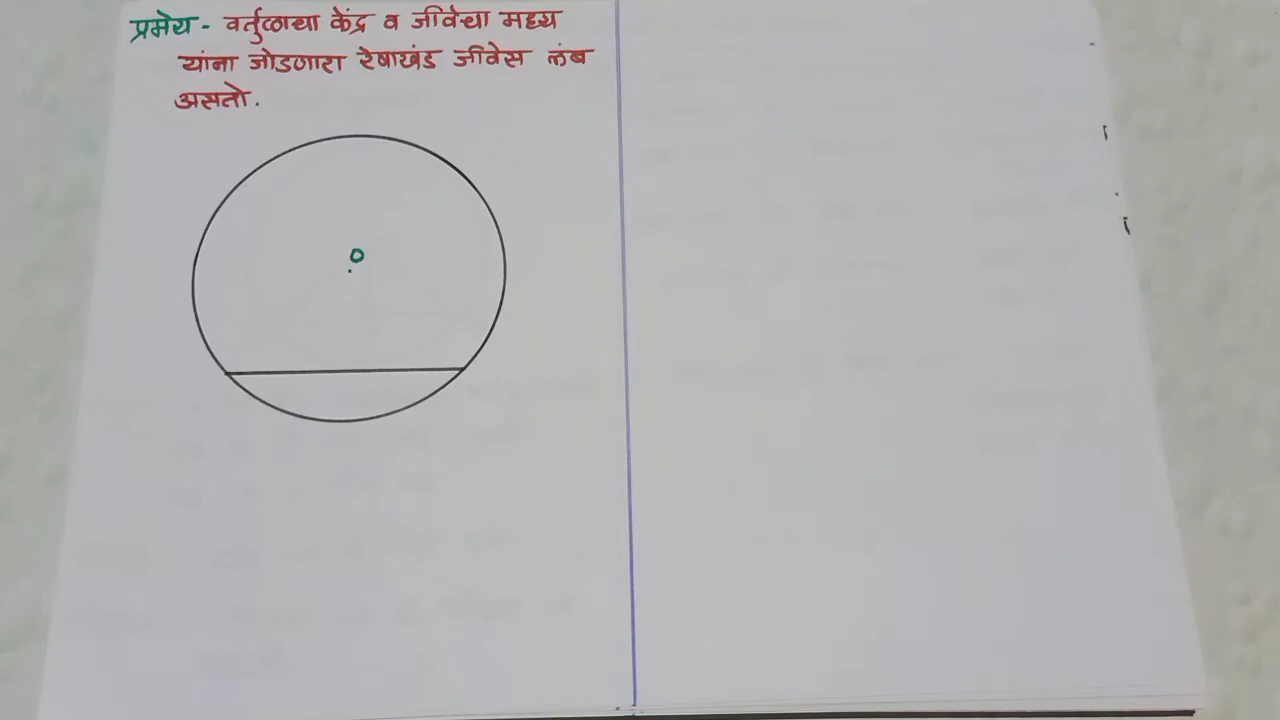 प्रमेय - वर्तुळाचा केंद्र व जीवेचा मध्य
यांना जोडणारा रेषाखंड जीवेस लंब
असतो.
O